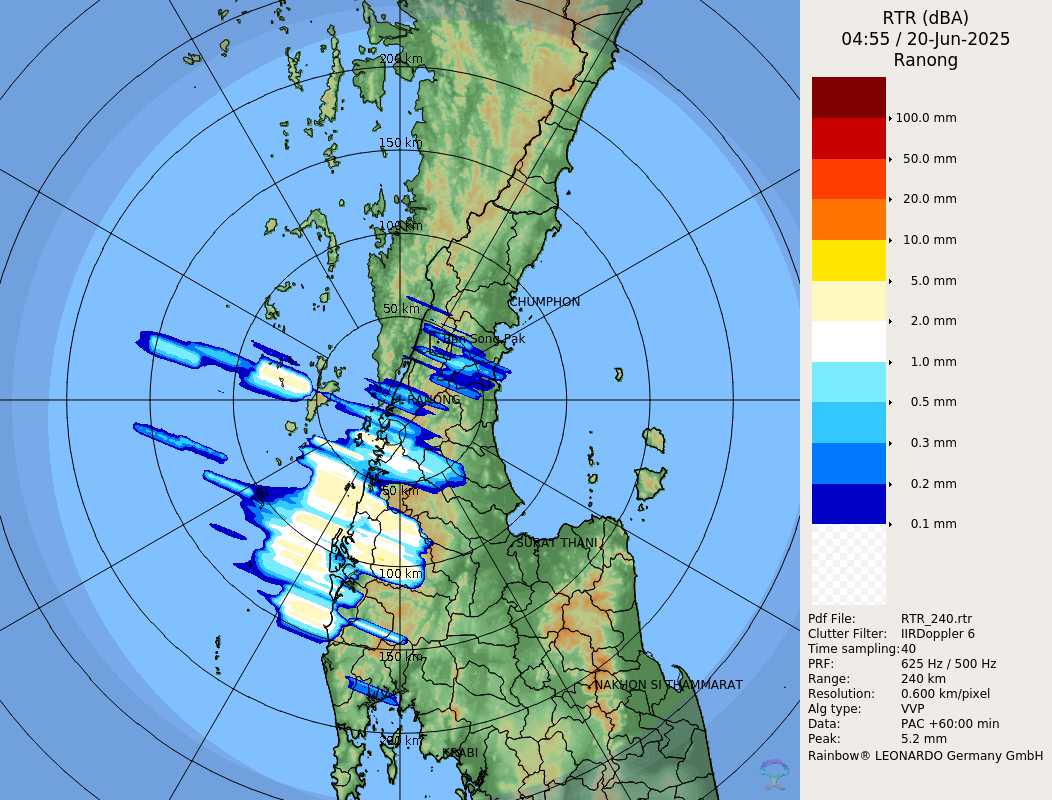 RTR (dBA)
04:55 / 20-Jun-2025
Ranong
100.0 mm
50.0 mm
20.0 mm
10.0 mm
5.0 mm
2.0 mm
1.0 mm
0.5 mm
0.3 mm
0.2 mm
0.1 mm
Pdf File: RTR_240.rtr
Clutter Filter: IIRDoppler 6
Time sampling:40
PRF: 625 Hz / 500 Hz
Range: 240 km
Resolution: 0.600 km/pixel
Alg type: VVP
Data: PAC +60:00 min
Peak: 5.2 mm
Rainbow® LEONARDO Germany GmbH
200 km
150 km
100 km
50 km
CHUMPHON
Ban Song Pak
RANONG
50 km
SURAT THANI
100 km
150 km
NAKHON SI THAMMARAT
200 km
KRABI